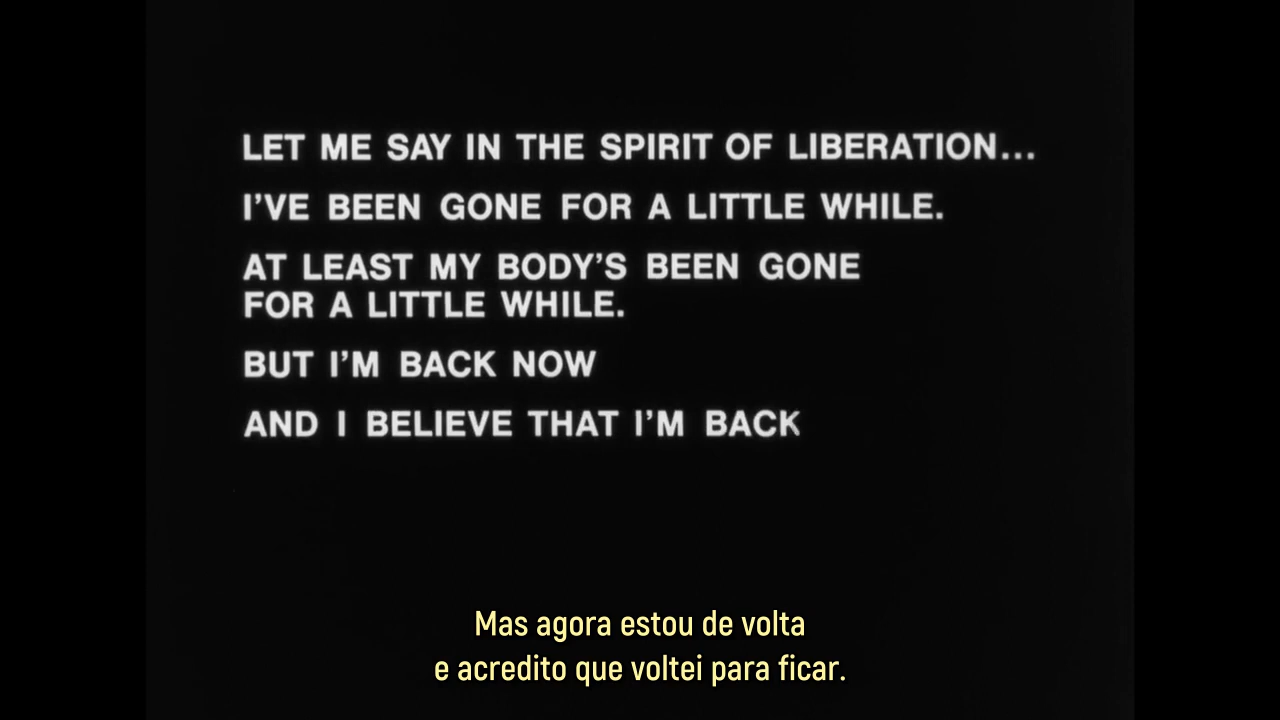 LET ME SAY IN THE SPIRIT OF LIBERATION...
I'VE BEEN GONE FOR A LITTLE WHILE.
AT LEAST MY BODY'S BEEN GONE
FOR A LITTLE WHILE.
BUT I'M BACK NOW
AND I BELIEVE THAT I'M BACK
Mas agora estou de volta
e acredito que voltei para ficar.